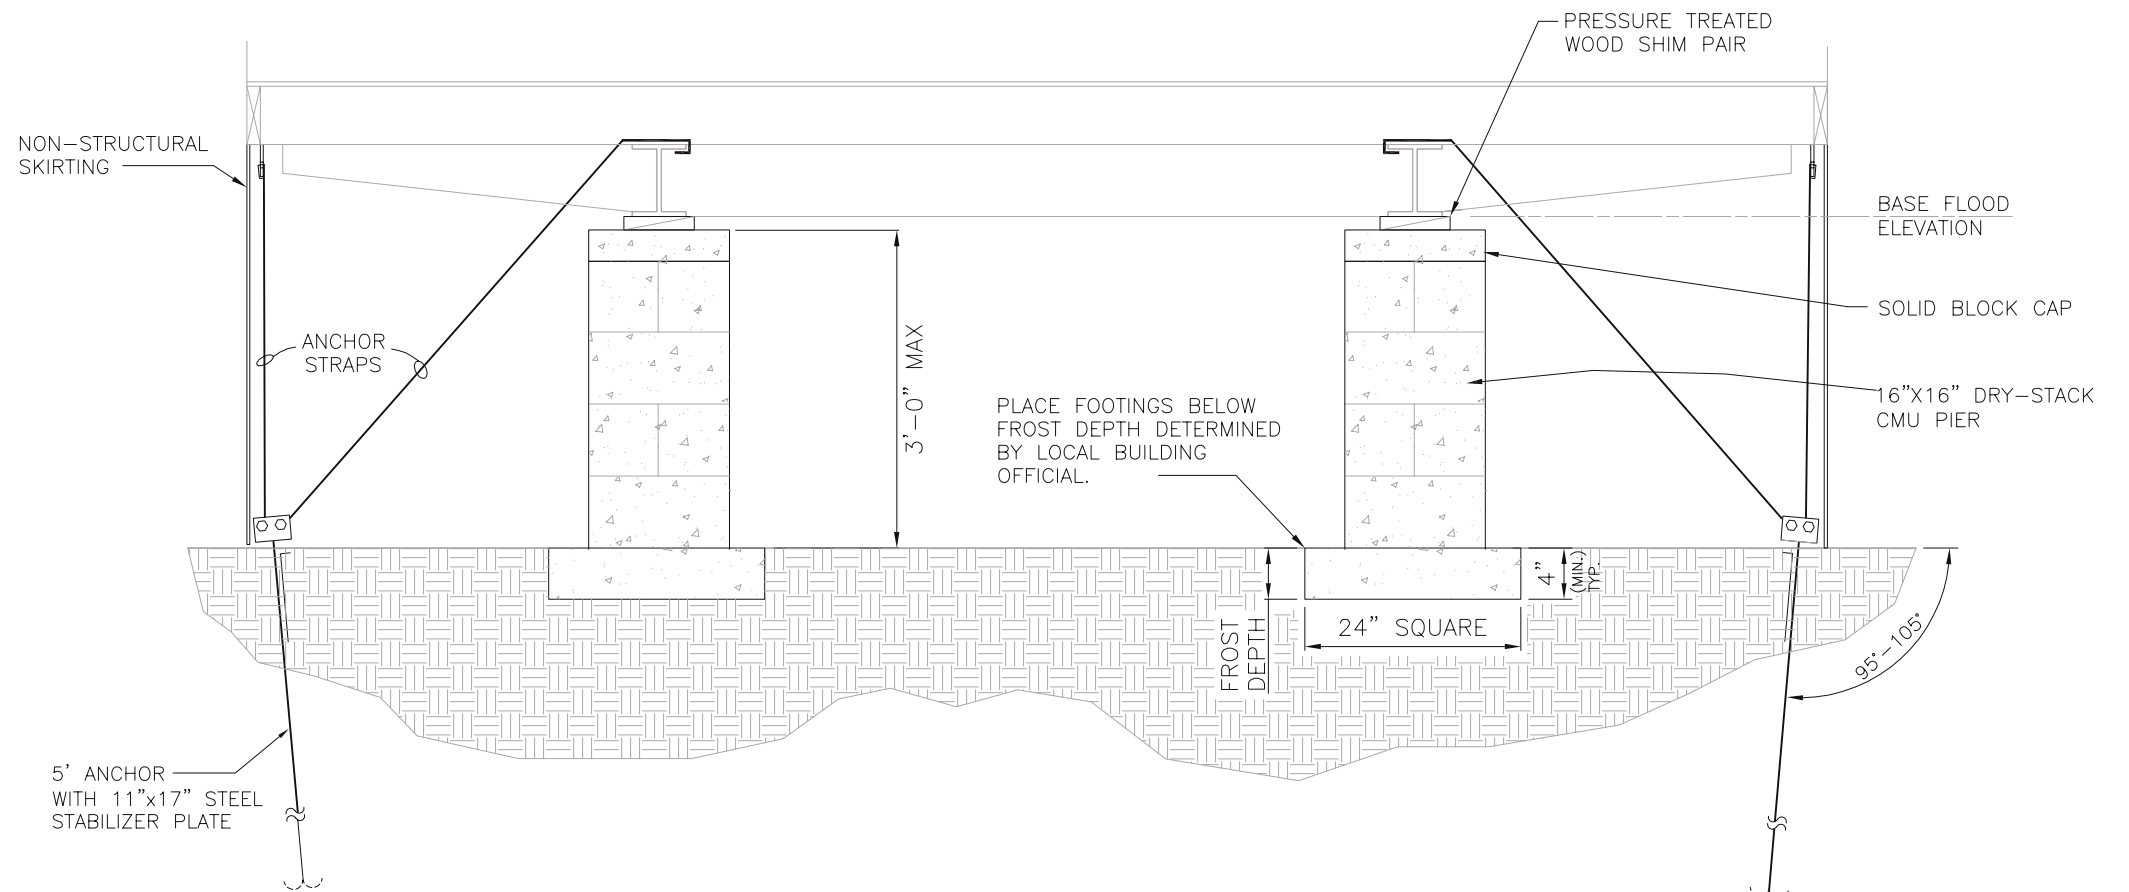 PRESSURE TREATED
WOOD SHIM PAIR
NON-STRUCTURAL
SKIRTING
BASE FLOOD
ELEVATION
SOLID BLOCK CAP
ANCHOR
STRAPS
3'-0" MAX
16"X16" DRY-STACK
CMU PIER
PLACE FOOTINGS BELOW
FROST DEPTH DETERMINED
BY LOCAL BUILDING
OFFICIAL.
4"
(MIN.)
TYP.
24" SQUARE
FROST
DEPTH
95°-105°
5' ANCHOR
WITH 11"x17" STEEL
STABILIZER PLATE